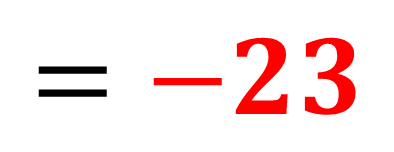 = −23